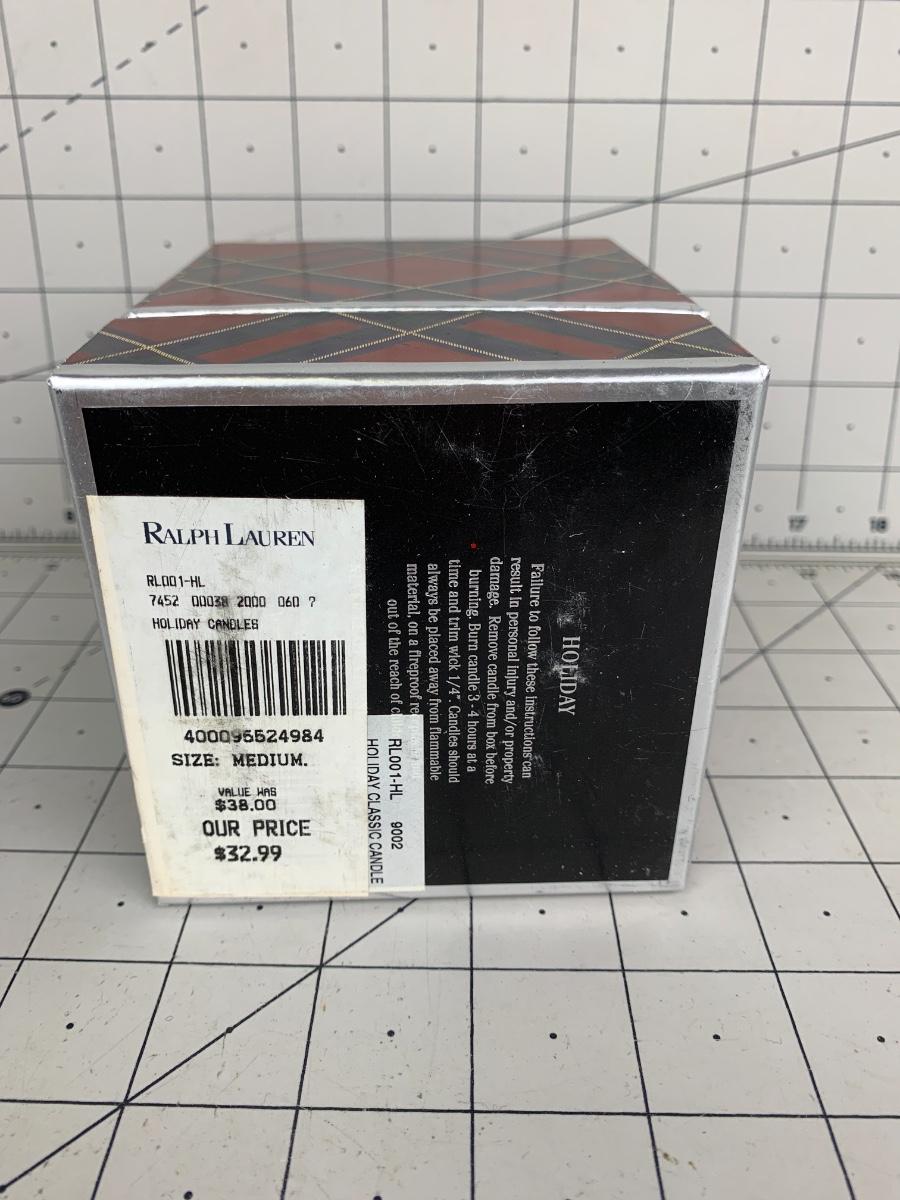 RALPH LAUREN
RL001-HL
7452 00038 2000 060 7
HOLIDAY CANDLES
400096524984
SIZE: MEDIUM.
VALUE WAS
$38.00
OUR PRICE
$32.99
HOLIDAY
Failure to follow these instructions can
result in personal injury and/or property
damage. Remove candle from box before
burning. Burn candle 3 - 4 hours at a
time and trim wick 1/4". Candles should
always be placed away from flammable
material, on a fireproof
out of the reach of
RL001-HL 9002
HOLIDAY CLASSIC CANDLE
17
18